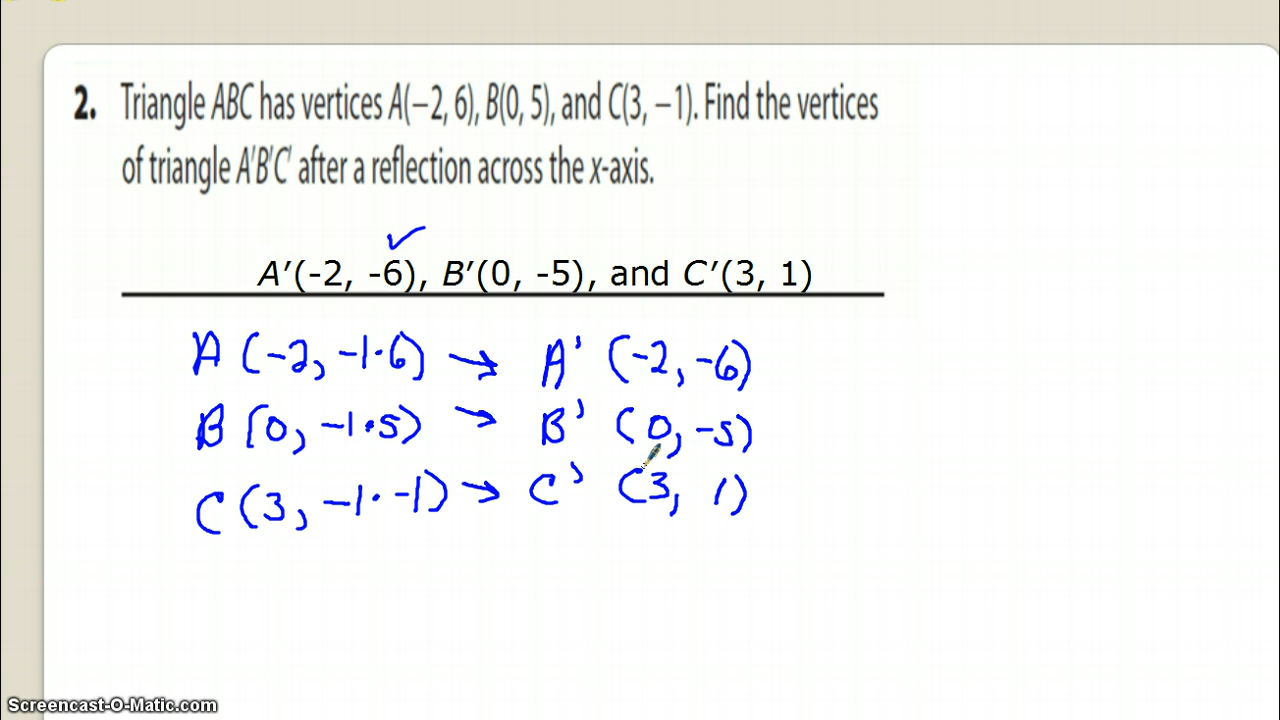 2. Triangle ABC has vertices A(−2, 6), B(0, 5), and C(3, −1). Find the vertices
of triangle A′B′C′ after a reflection across the x-axis.
A′(-2, -6), B′(0, -5), and C′(3, 1)
A (-2, -1·6) → A' (-2, -6)
B (0, -1·5) → B' (0, -5)
C (3, -1·-1) → C' (3, 1)
Screencast-O-Matic.com